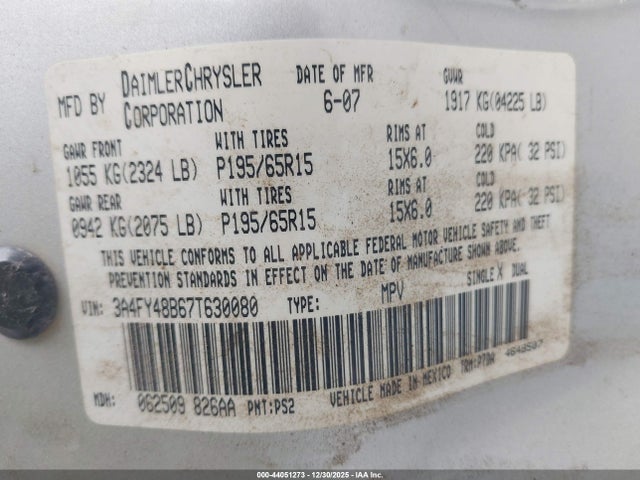 MFD BY DAIMLERCHRYSLER CORPORATION DATE OF MFR 6-07 GVWR 1917 KG(04225 LB)
GAWR FRONT WITH TIRES RIMS AT COLD
1055 KG(2324 LB) P195/65R15 15X6.0 220 KPA( 32 PSI)
GAWR REAR WITH TIRES RIMS AT COLD
0942 KG(2075 LB) P195/65R15 15X6.0 220 KPA( 32 PSI)
THIS VEHICLE CONFORMS TO ALL APPLICABLE FEDERAL MOTOR VEHICLE SAFETY AND THEFT
PREVENTION STANDARDS IN EFFECT ON THE DATE OF MANUFACTURE SHOWN ABOVE.
VIN: 3A4FY48B67T630080 TYPE: MPV SINGLE X DUAL
MDH: 062509 826AA PNT:PS2 VEHICLE MADE IN MEXICO
000-44051273 - 12/30/2025 - IAA Inc.